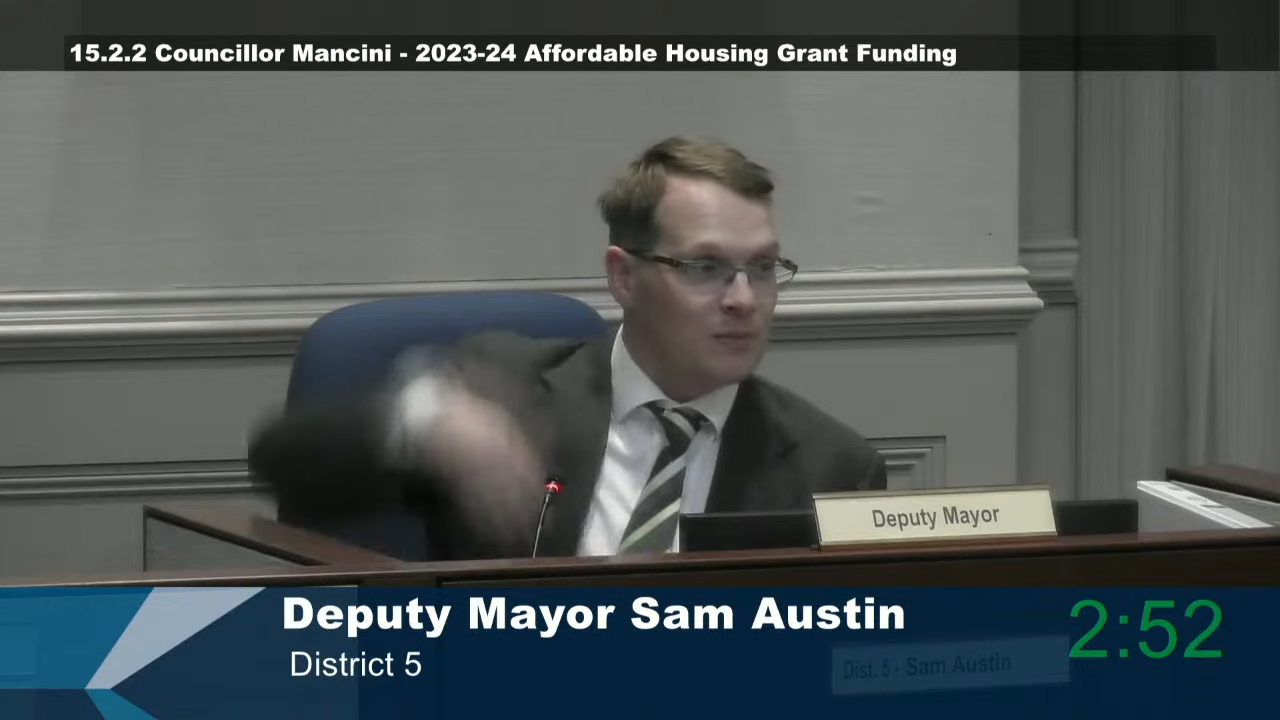 15.2.2 Councillor Mancini - 2023-24 Affordable Housing Grant Funding
Deputy Mayor
Deputy Mayor Sam Austin
2:52
District 5
Dist. 5 - Sam Austin